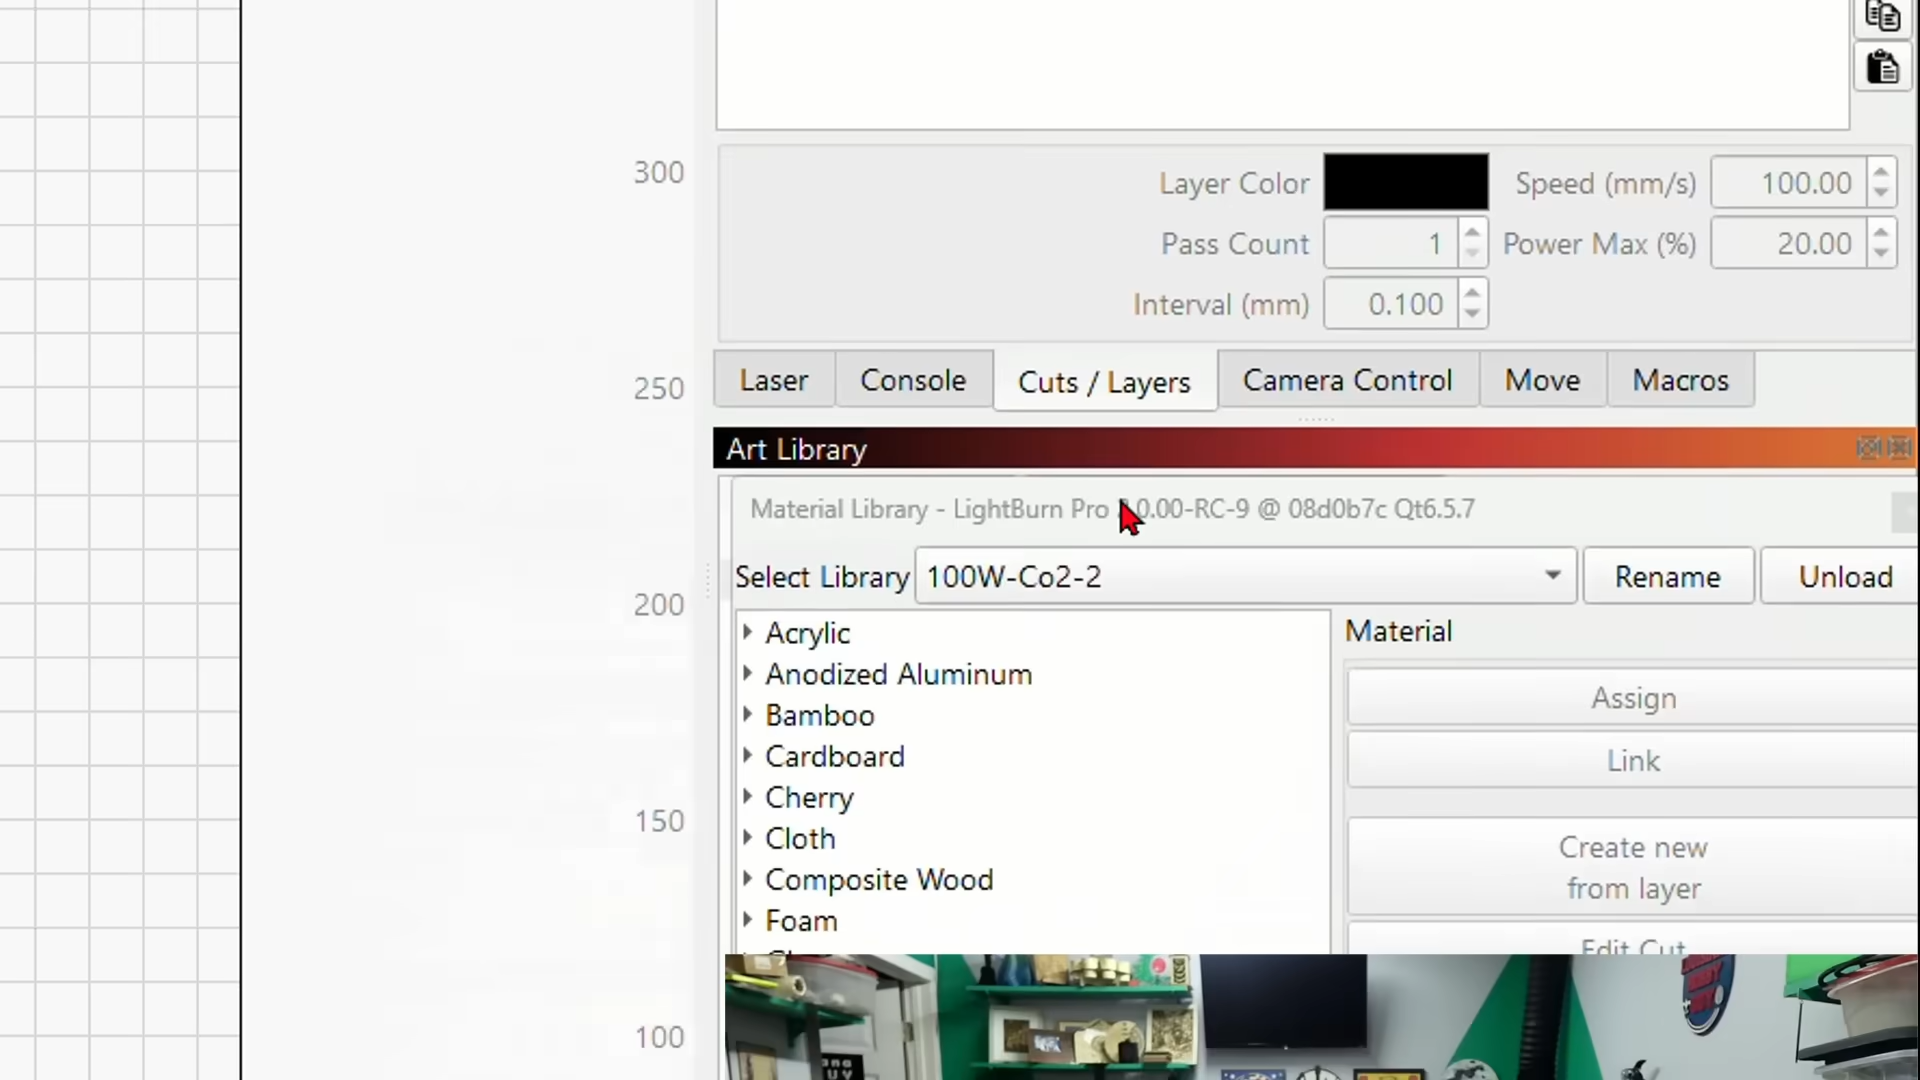 300
Layer Color
Speed (mm/s) 100.00
Pass Count 1
Power Max (%) 20.00
Interval (mm) 0.100
250
Laser
Console
Cuts / Layers
Camera Control
Move
Macros
Art Library
Material Library - LightBurn Pro .0.00-RC-9 @ 08d0b7c Qt6.5.7
Select Library 100W-Co2-2
Rename
Unload
200
Acrylic
Anodized Aluminum
Bamboo
Cardboard
Cherry
Cloth
Composite Wood
Foam
Material
Assign
Link
Create new
from layer
Edit Cut
150
100